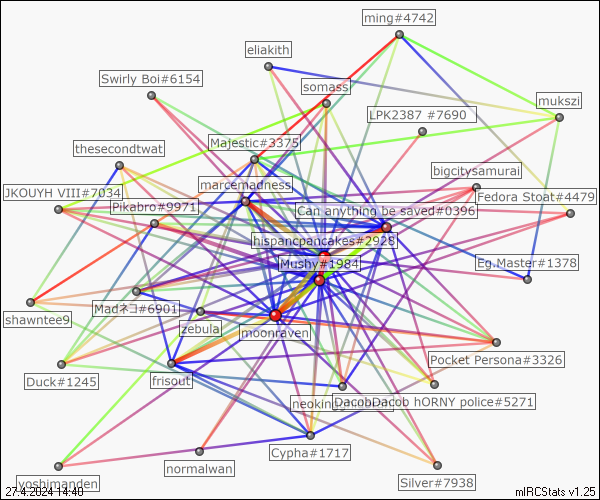 ming#4742
eliakith
Swirly Boi#6154
somass
mukszi
LPK2387 #7690
thesecondtwat
Majestic#3375
bigcitysamurai
marcemadness
JKOUYH VIII#7034
Fedora Stoat#4479
Pikabro#9971
Can anything be saved#0396
hispancpancakes#2928
Mushy#1984
Eg.Master#1378
Madネコ#6901
shawntee9
zebula
moonraven
Pocket Persona#3326
Duck#1245
frisout
DacobDacob hORNY police#5271
Cypha#1717
normalwan
yoshimanden
Silver#7938
27.4.2024 14:40
mIRCStats v1.25